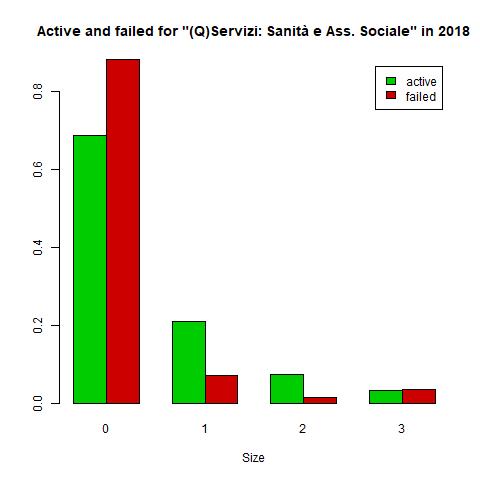 Active and failed for "(Q)Servizi: Sanità e Ass. Sociale" in 2018
active
failed
0.8
0.6
0.4
0.2
0.0
0 1 2 3
Size